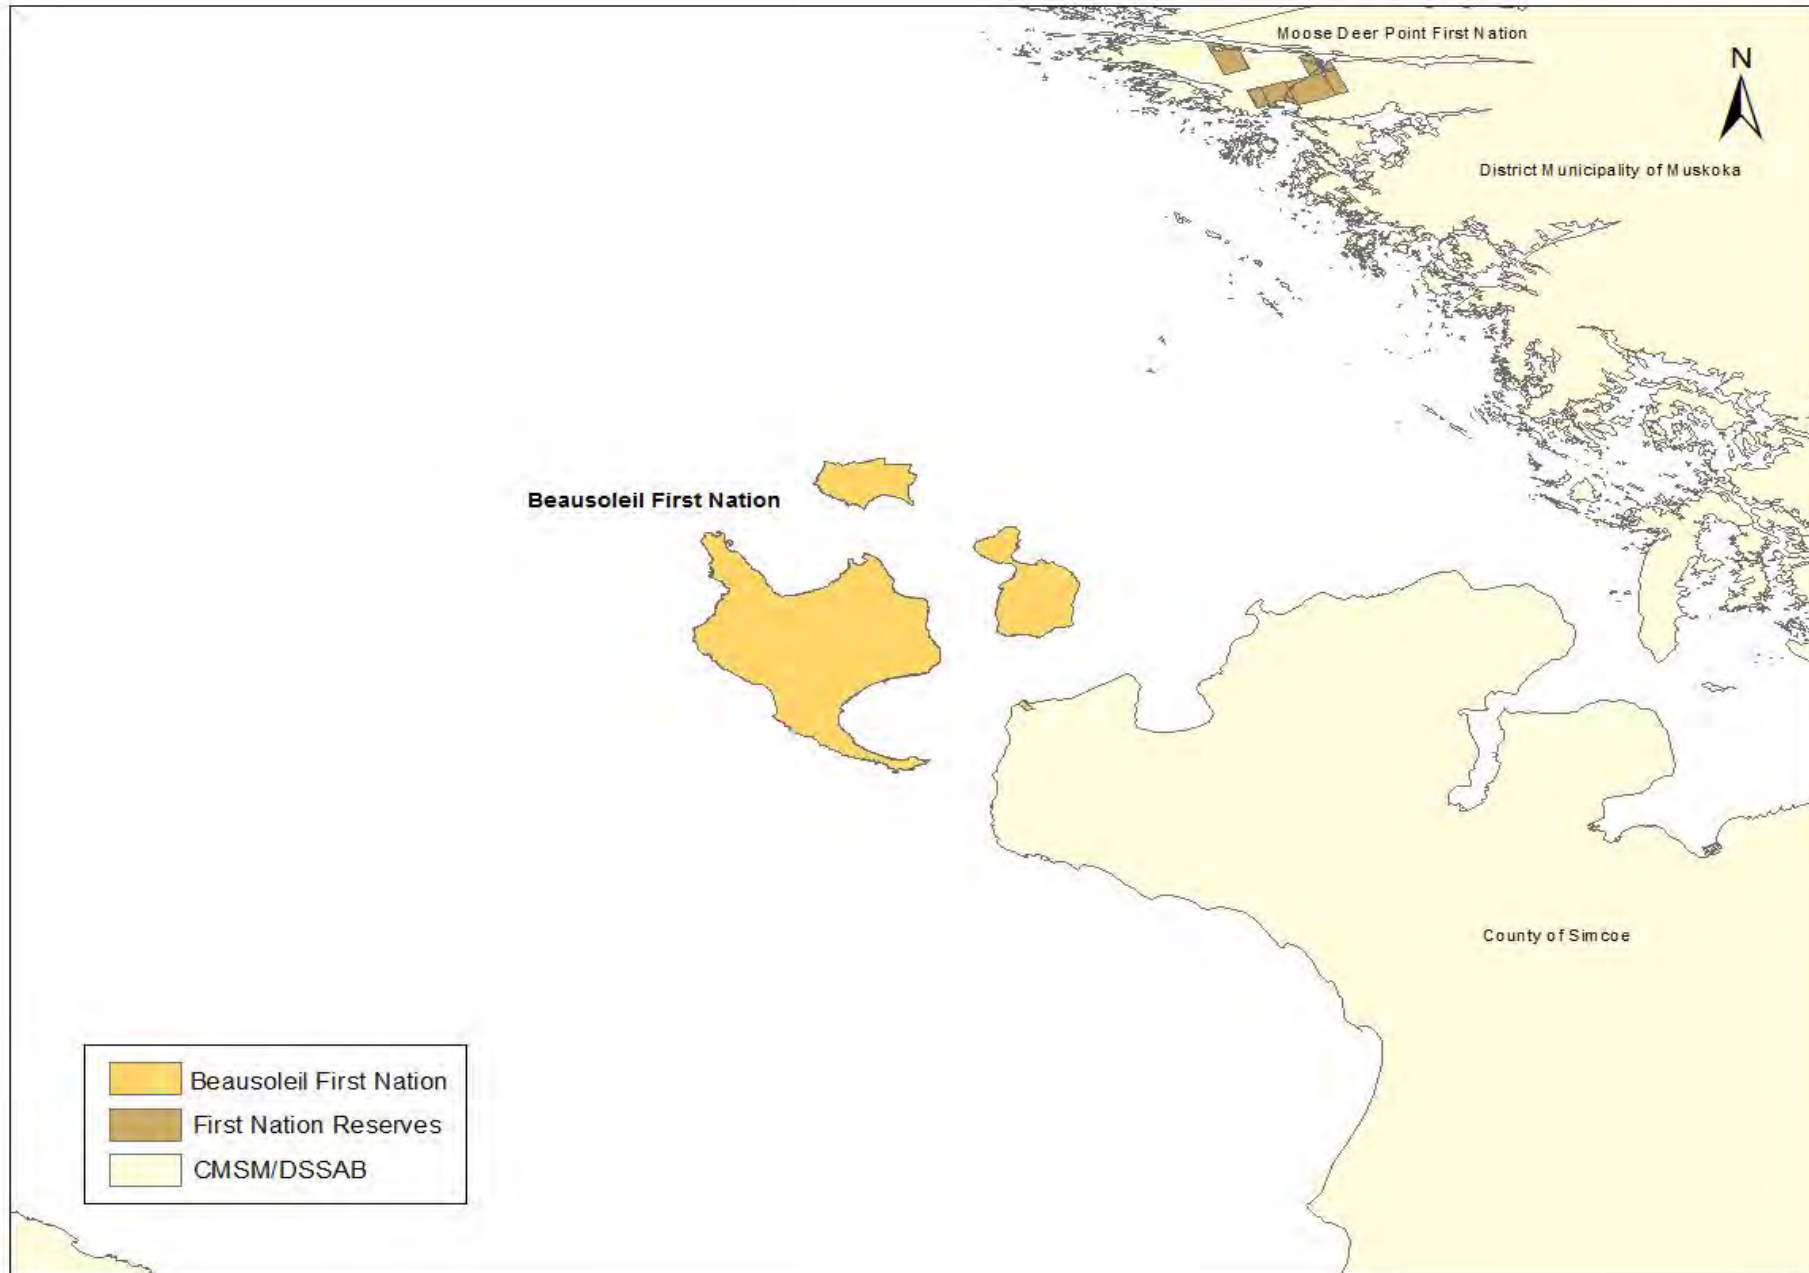 Moose Deer Point First Nation
N
District Municipality of Muskoka
Beausoleil First Nation
County of Simcoe
Beausoleil First Nation
First Nation Reserves
CMSM/DSSAB